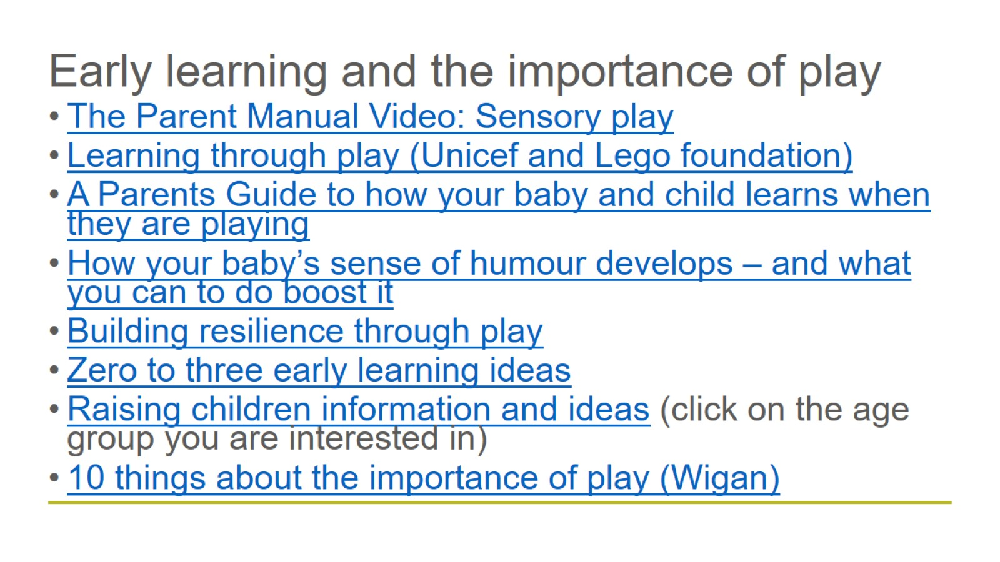 Early learning and the importance of play
• The Parent Manual Video: Sensory play
• Learning through play (Unicef and Lego foundation)
• A Parents Guide to how your baby and child learns when
they are playing
• How your baby’s sense of humour develops – and what
you can to do boost it
• Building resilience through play
• Zero to three early learning ideas
• Raising children information and ideas (click on the age
group you are interested in)
• 10 things about the importance of play (Wigan)